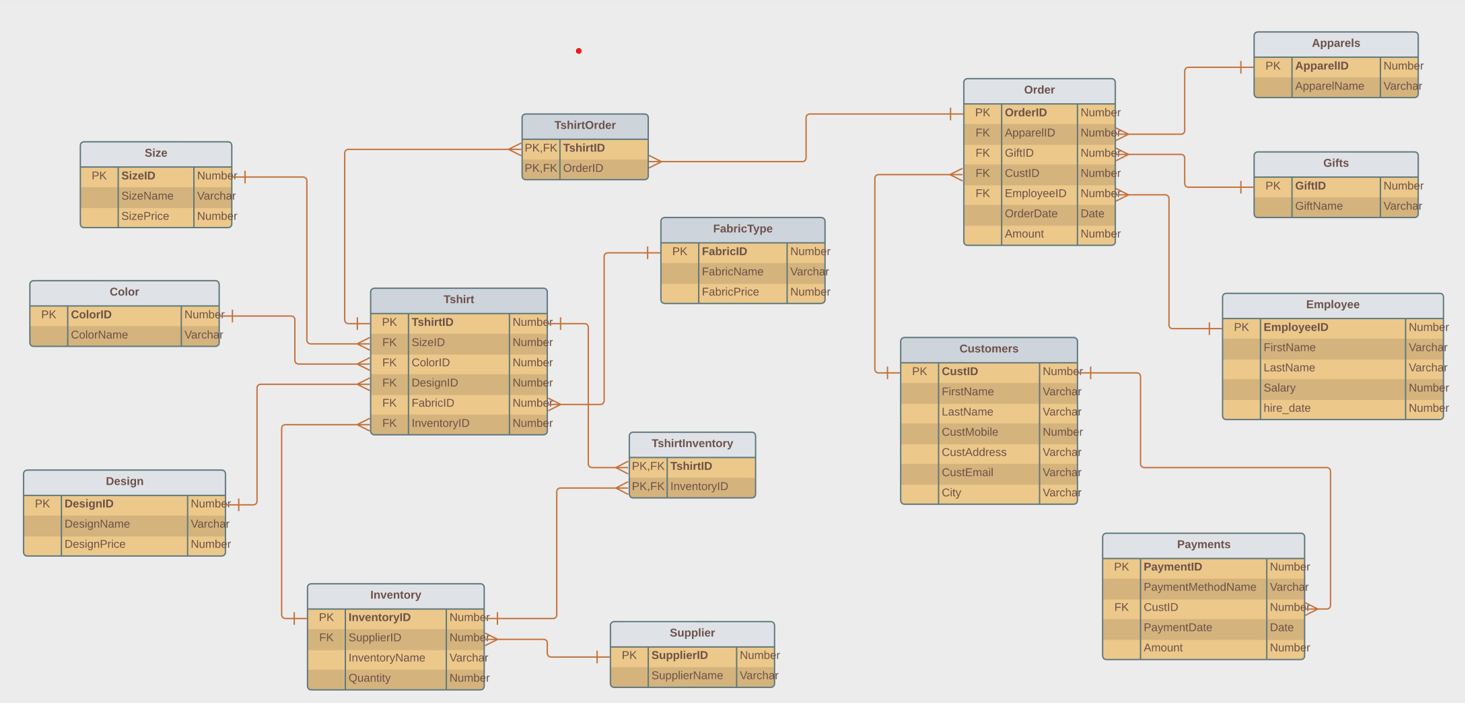 Apparels
PK ApparelID Number
ApparelName Varchar
Order
PK OrderID Number
FK ApparelID Number
FK GiftID Number
FK CustID Number
FK EmployeeID Number
OrderDate Date
Amount Number
TshirtOrder
PK,FK TshirtID
PK,FK OrderID
Size
PK SizeID Number
SizeName Varchar
SizePrice Number
Gifts
PK GiftID Number
GiftName Varchar
FabricType
PK FabricID Number
FabricName Varchar
FabricPrice Number
Color
PK ColorID Number
ColorName Varchar
Tshirt
PK TshirtID Number
FK SizeID Number
FK ColorID Number
FK DesignID Number
FK FabricID Number
FK InventoryID Number
Employee
PK EmployeeID Number
FirstName Varchar
LastName Varchar
Salary Number
hire_date Number
Customers
PK CustID Number
FirstName Varchar
LastName Varchar
CustMobile Number
CustAddress Varchar
CustEmail Varchar
City Varchar
TshirtInventory
PK,FK TshirtID
PK,FK InventoryID
Design
PK DesignID Number
DesignName Varchar
DesignPrice Number
Payments
PK PaymentID Number
PaymentMethodName Varchar
FK CustID Number
PaymentDate Date
Amount Number
Inventory
PK InventoryID Number
FK SupplierID Number
InventoryName Varchar
Quantity Number
Supplier
PK SupplierID Number
SupplierName Varchar